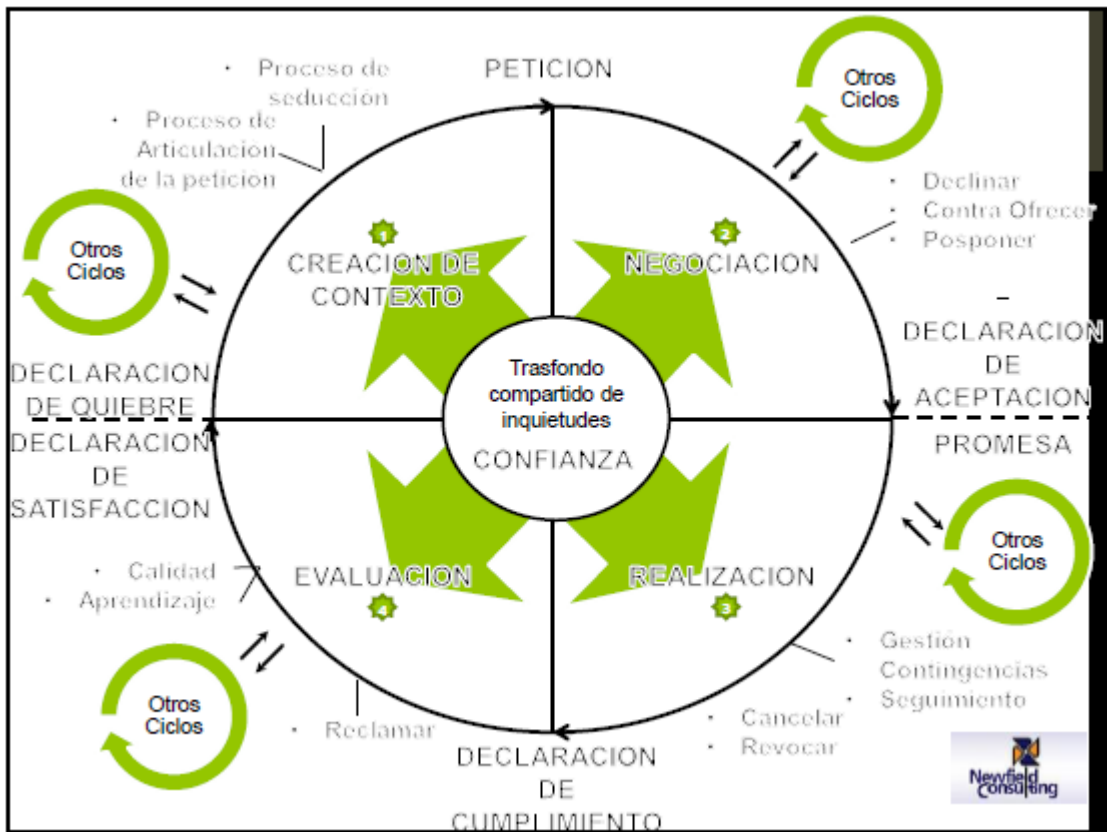 PETICION
• Proceso de
seducción
• Proceso de
Articulación
de la petición
Otros
Ciclos
• Declinar
• Contra Ofrecer
• Posponer
Otros
Ciclos
1
CREACION DE
CONTEXTO
2
NEGOCIACION
–
DECLARACION
DE
ACEPTACION
DECLARACION
DE QUIEBRE
Trasfondo
compartido de
inquietudes
CONFIANZA
DECLARACION
DE
SATISFACCION
PROMESA
Otros
Ciclos
• Calidad
• Aprendizaje
EVALUACION
4
REALIZACION
3
• Gestión
Contingencias
• Seguimiento
Otros
Ciclos
• Reclamar
• Cancelar
• Revocar
DECLARACION
DE
CUMPLIMIENTO
Newfield
Consulting